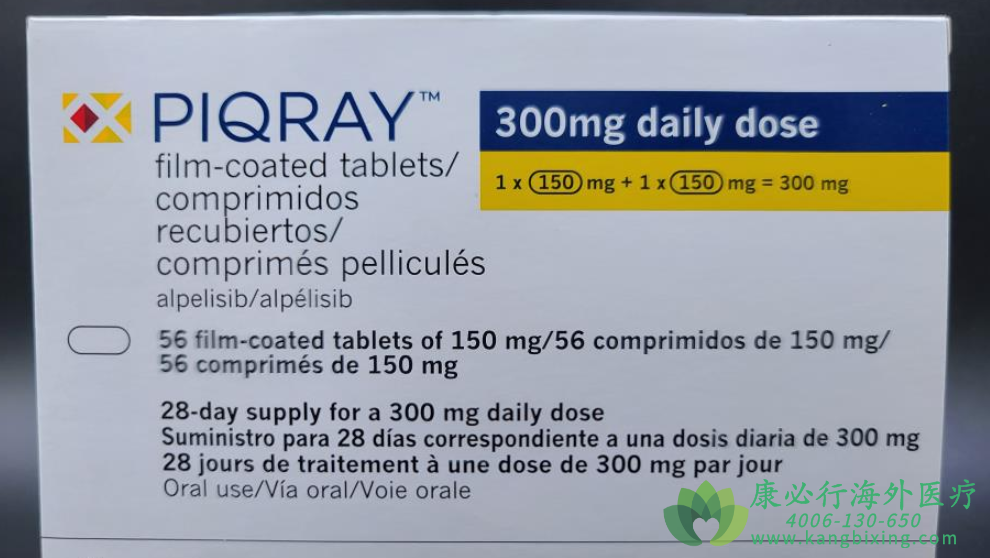 PIQRAY™
film-coated tablets/
comprimidos
recubiertos/
comprimés pelliculés
alpelisib/alpélisib
300mg daily dose
1 x 150 mg + 1 x 150 mg = 300 mg
56 film-coated tablets of 150 mg/56 comprimidos de 150 mg/
56 comprimés de 150 mg
28-day supply for a 300 mg daily dose
Suministro para 28 días correspondiente a una dosis diaria de 300 mg
28 jours de traitement à une dose de 300 mg par jour
Oral use/Vía oral/Voie orale
康必行海外医疗
4006-130-650
www.kangbixing.com